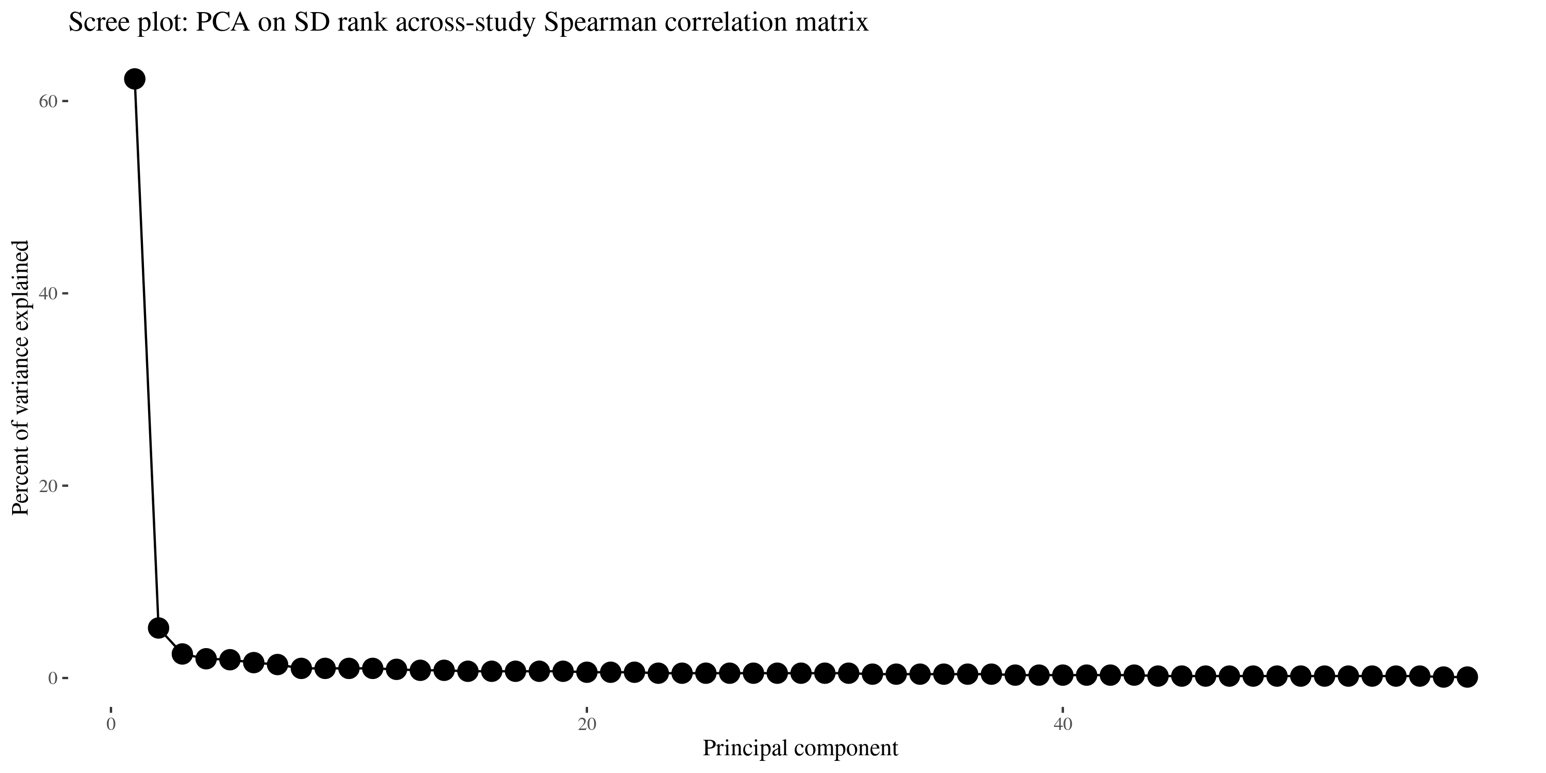 Scree plot: PCA on SD rank across-study Spearman correlation matrix
Percent of variance explained
60
40
20
0
0 20 40
Principal component